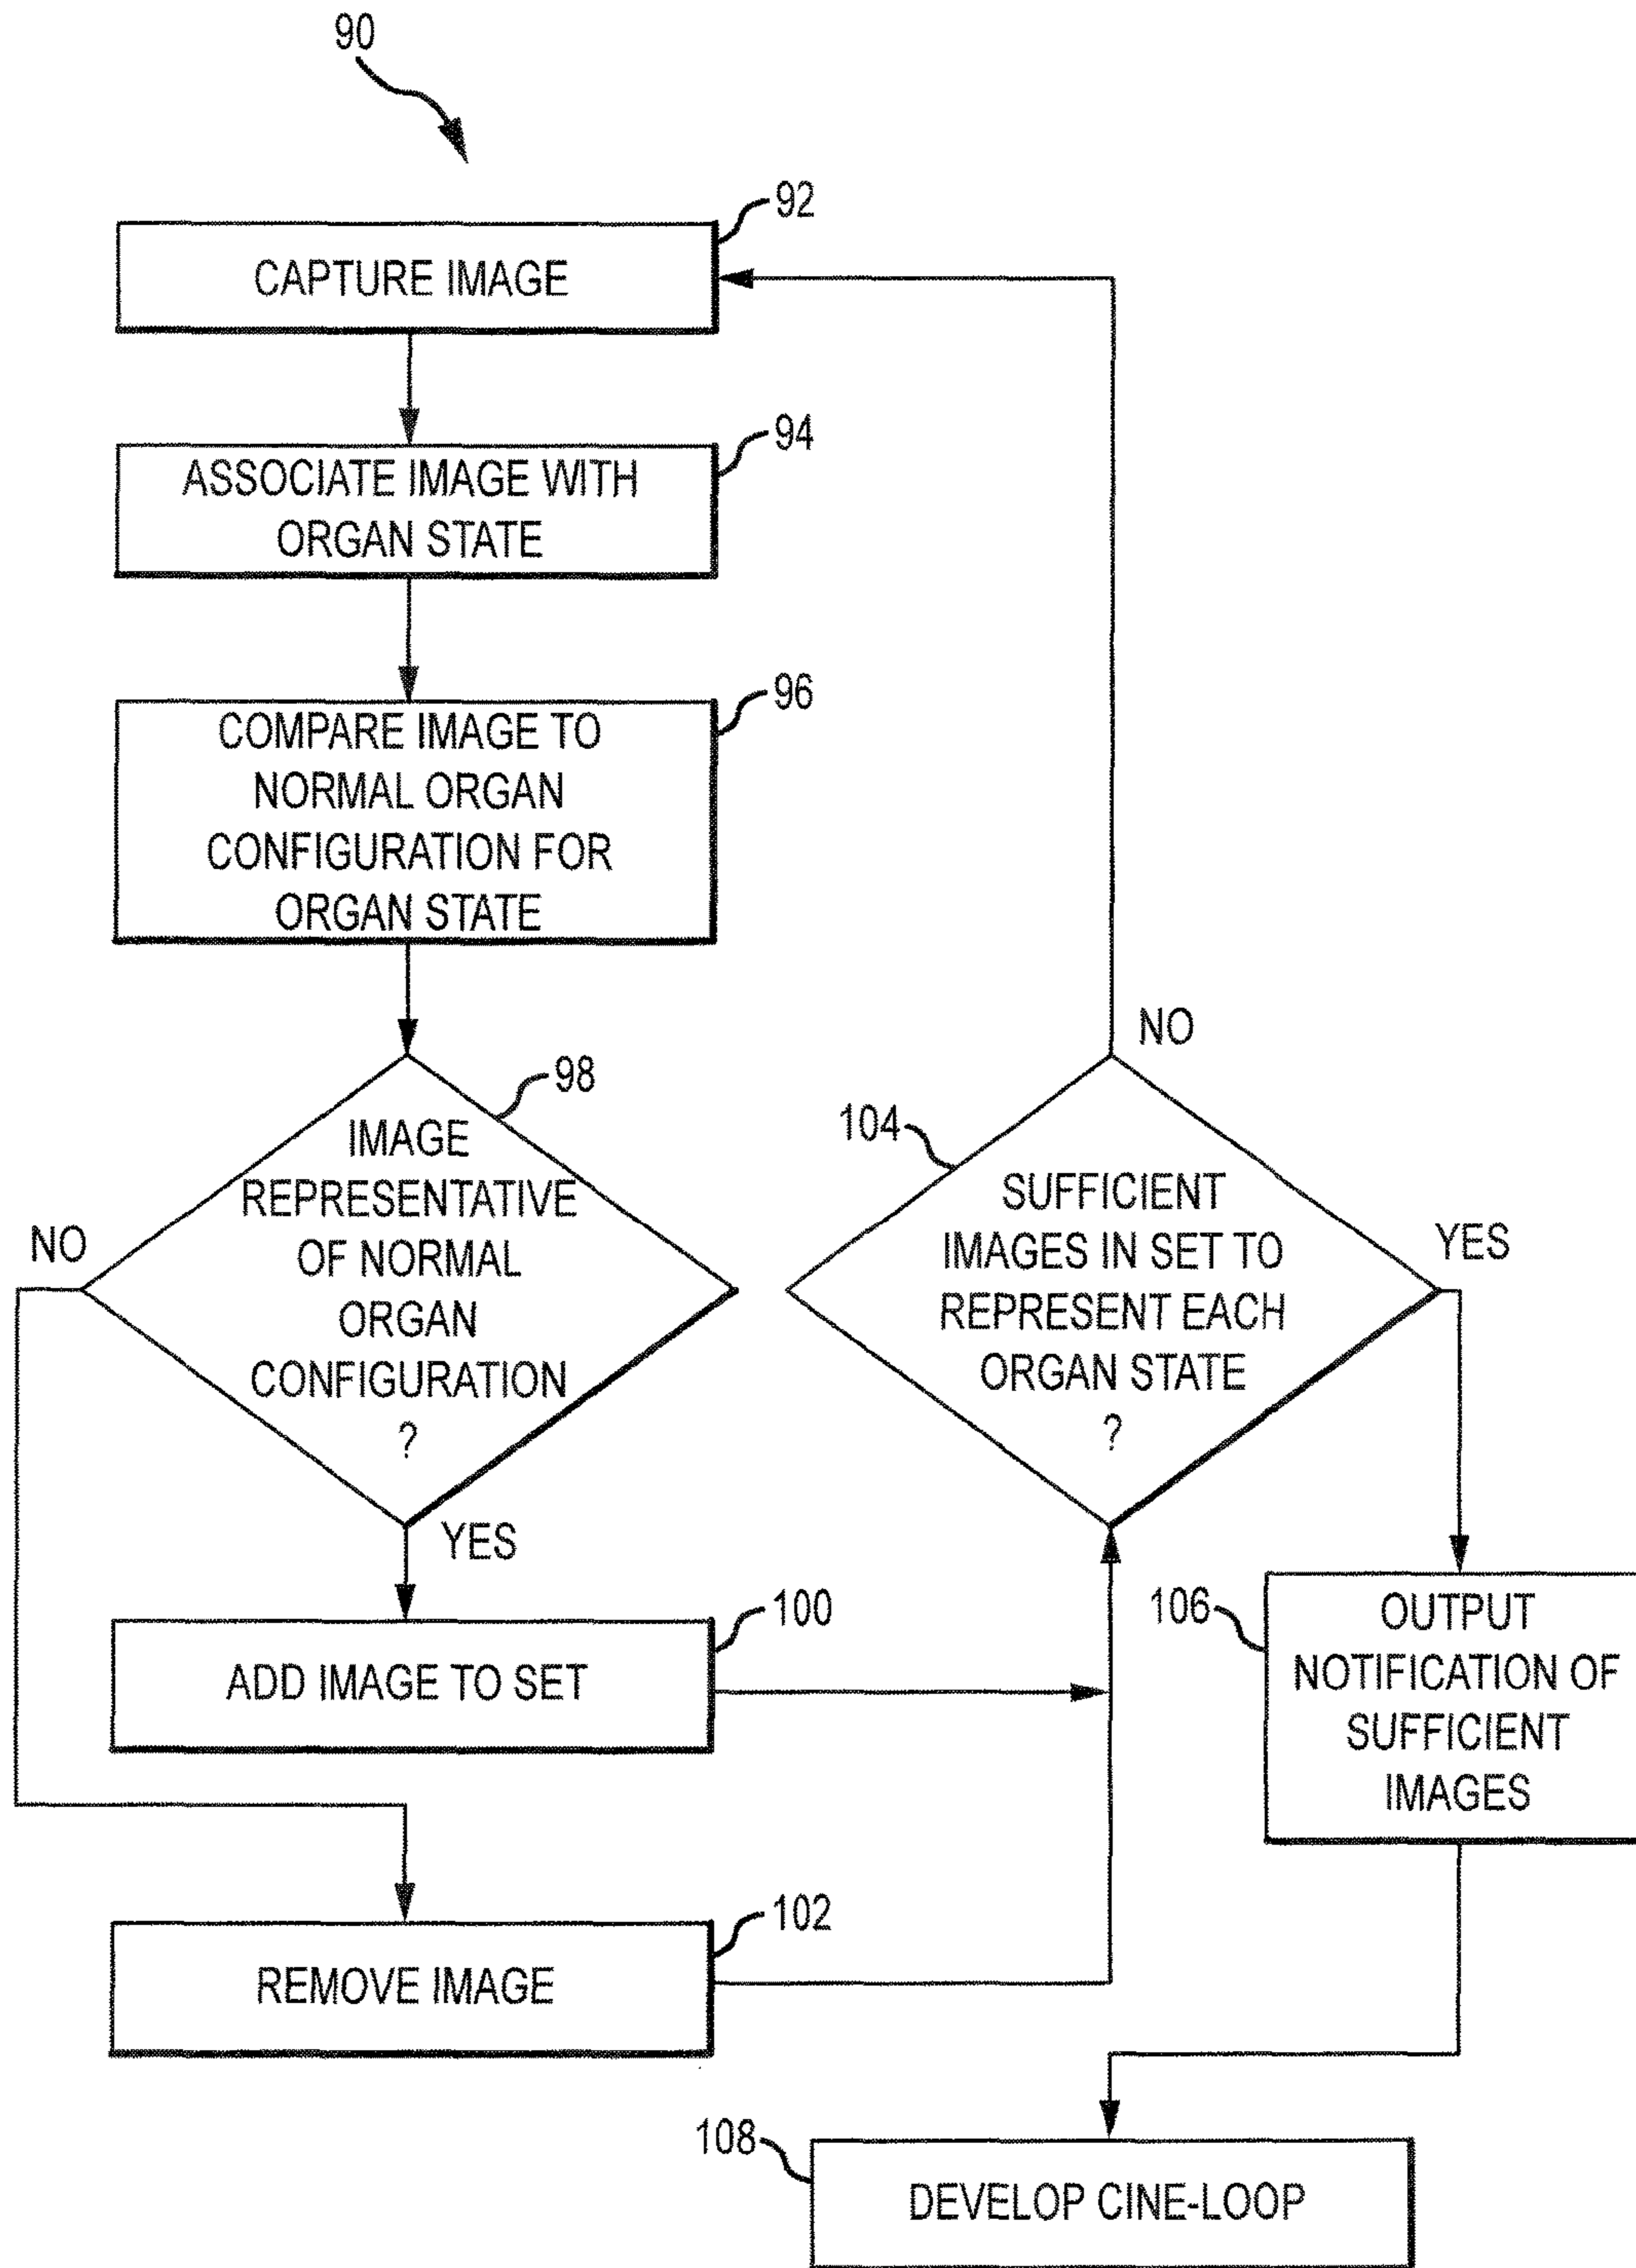 90
92
CAPTURE IMAGE
94
ASSOCIATE IMAGE WITH
ORGAN STATE
96
COMPARE IMAGE TO
NORMAL ORGAN
CONFIGURATION FOR
ORGAN STATE
98
IMAGE
REPRESENTATIVE
OF NORMAL
ORGAN
CONFIGURATION
?
NO
YES
100
ADD IMAGE TO SET
102
REMOVE IMAGE
104
SUFFICIENT
IMAGES IN SET TO
REPRESENT EACH
ORGAN STATE
?
NO
YES
106
OUTPUT
NOTIFICATION OF
SUFFICIENT
IMAGES
108
DEVELOP CINE-LOOP